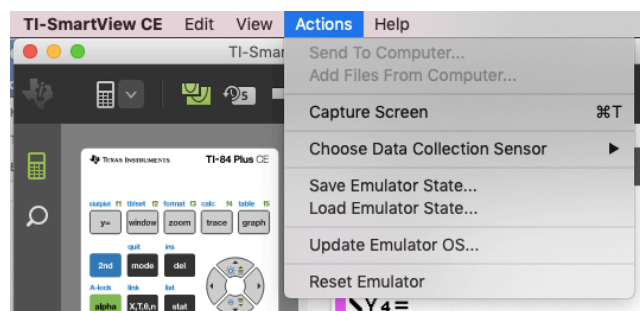 TI-SmartView CE Edit View Actions Help
TI-Smar
Send To Computer...
Add Files From Computer...
Capture Screen ⌘T
Choose Data Collection Sensor ▶
Save Emulator State...
Load Emulator State...
Update Emulator OS...
Reset Emulator
5
TEXAS INSTRUMENTS TI-84 Plus CE
statplot f1 tblset f2 format f3 calc f4 table f5
y= window zoom trace graph
quit ins
2nd mode del
A-lock link list
alpha X,T,θ,n stat
\Y4=